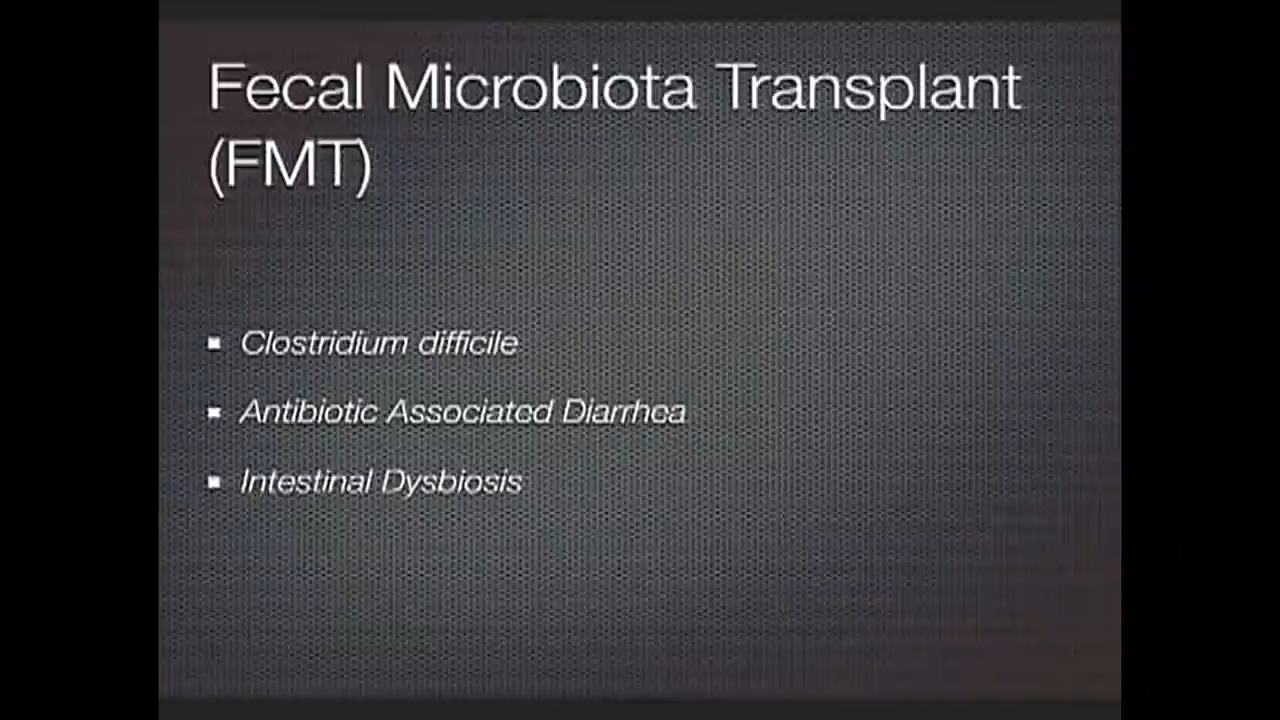 Fecal Microbiota Transplant
(FMT)
Clostridium difficile
Antibiotic Associated Diarrhea
Intestinal Dysbiosis